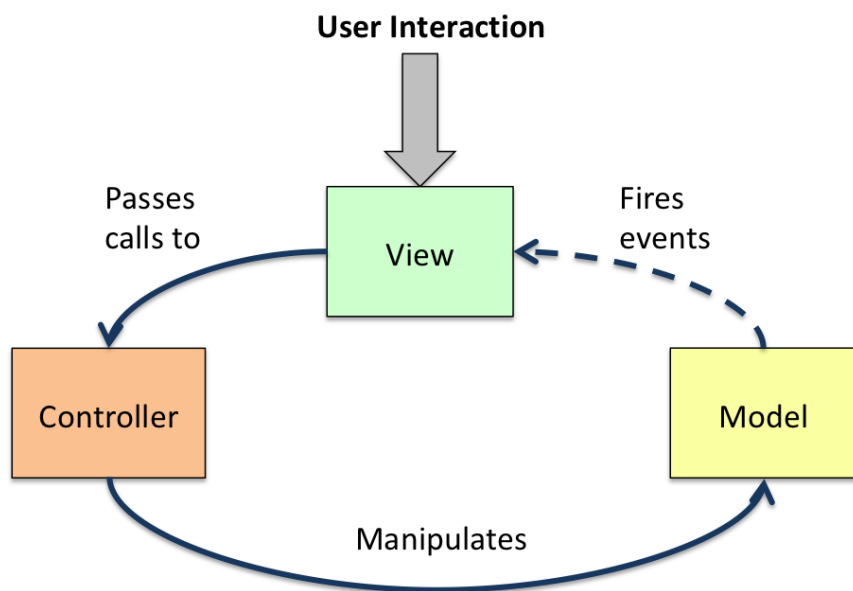 User Interaction
Passes
calls to
View
Fires
events
Controller
Model
Manipulates